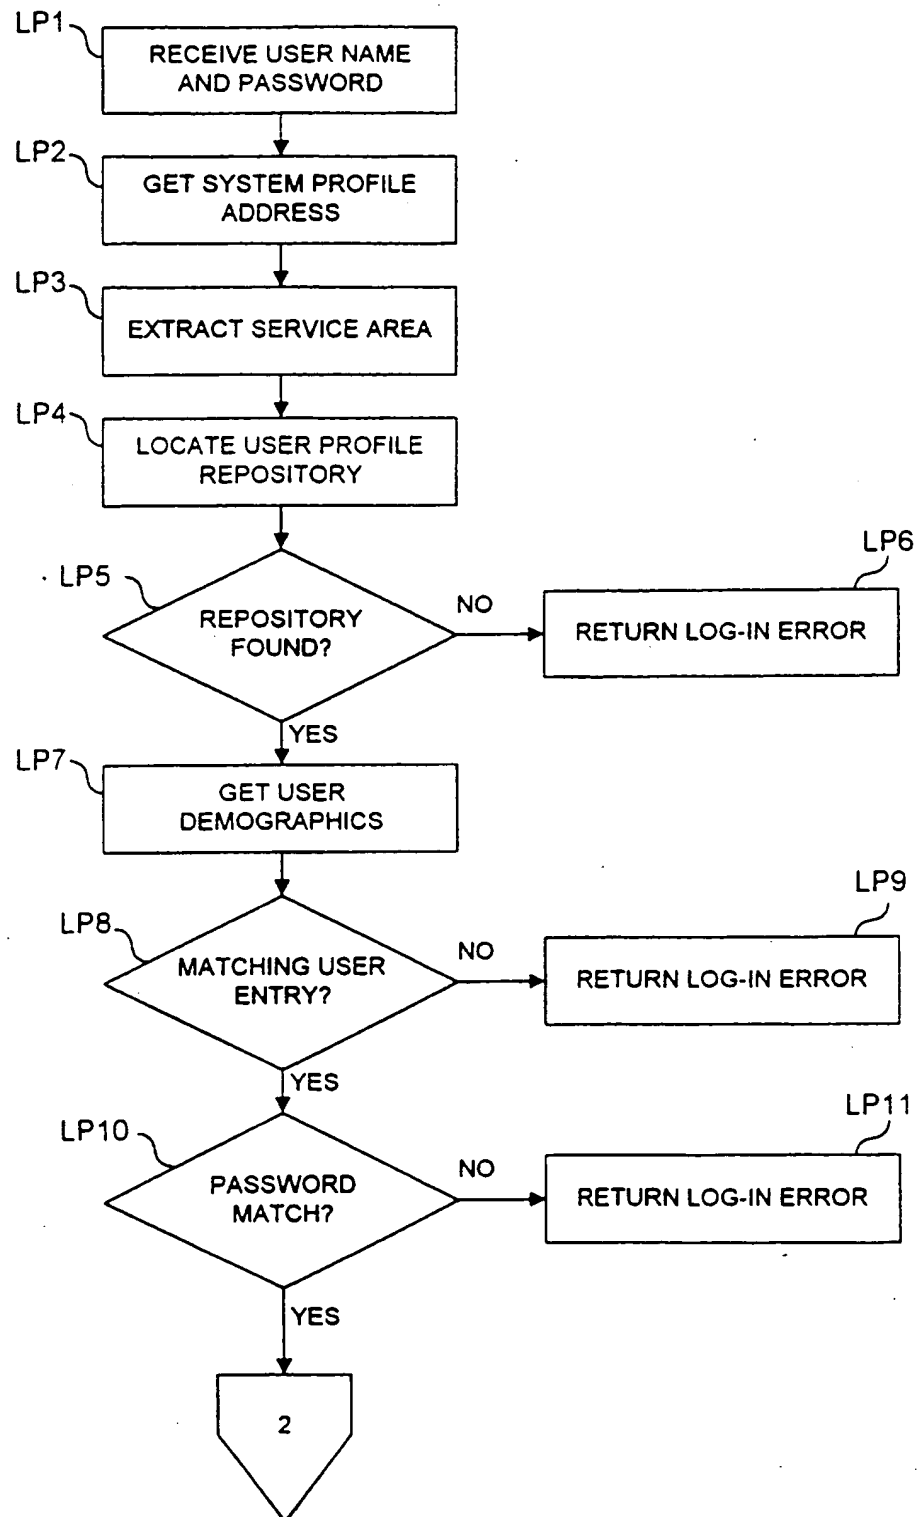 LP1
RECEIVE USER NAME
AND PASSWORD
LP2
GET SYSTEM PROFILE
ADDRESS
LP3
EXTRACT SERVICE AREA
LP4
LOCATE USER PROFILE
REPOSITORY
LP5
REPOSITORY
FOUND?
NO
LP6
RETURN LOG-IN ERROR
YES
LP7
GET USER
DEMOGRAPHICS
LP8
MATCHING USER
ENTRY?
NO
LP9
RETURN LOG-IN ERROR
YES
LP10
PASSWORD
MATCH?
NO
LP11
RETURN LOG-IN ERROR
YES
2